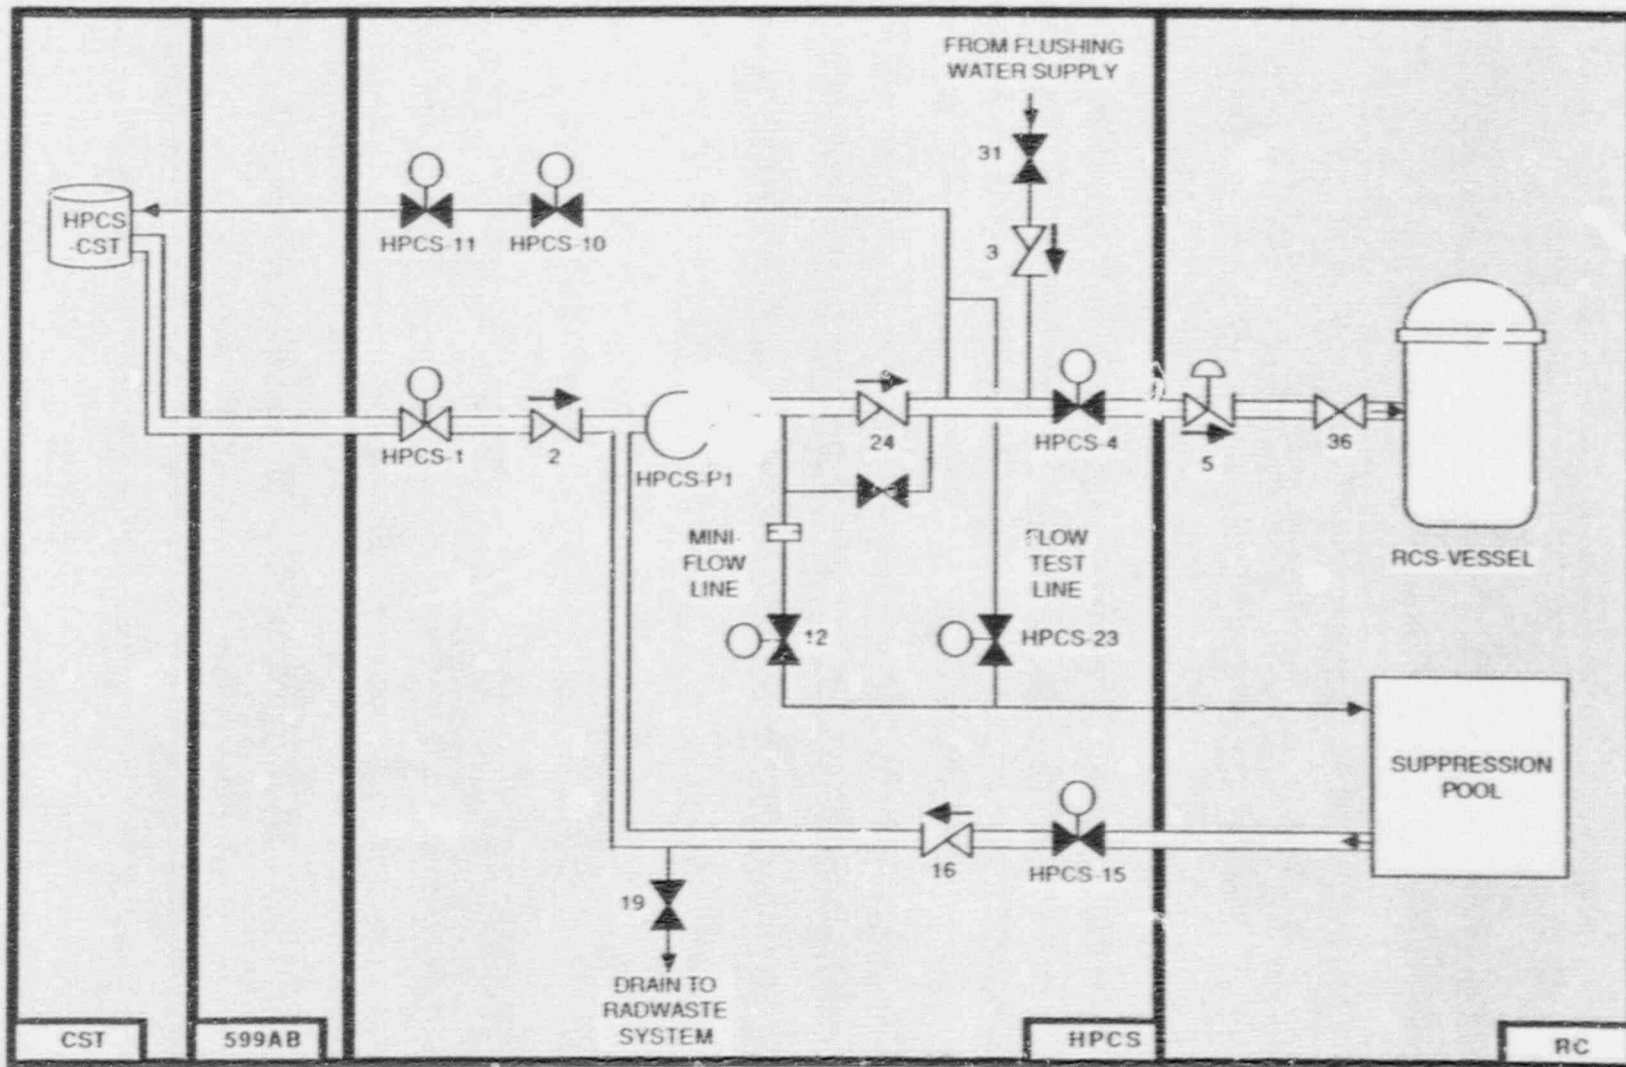 FROM FLUSHING
WATER SUPPLY
31
HPCS
-CST
HPCS-11
HPCS-10
3
HPCS-1
2
HPCS-P1
24
HPCS-4
5
36
MINI-
FLOW
LINE
FLOW
TEST
LINE
RCS-VESSEL
12
HPCS-23
SUPPRESSION
POOL
16
HPCS-15
19
DRAIN TO
RADWASTE
SYSTEM
CST
599AB
HPCS
RC